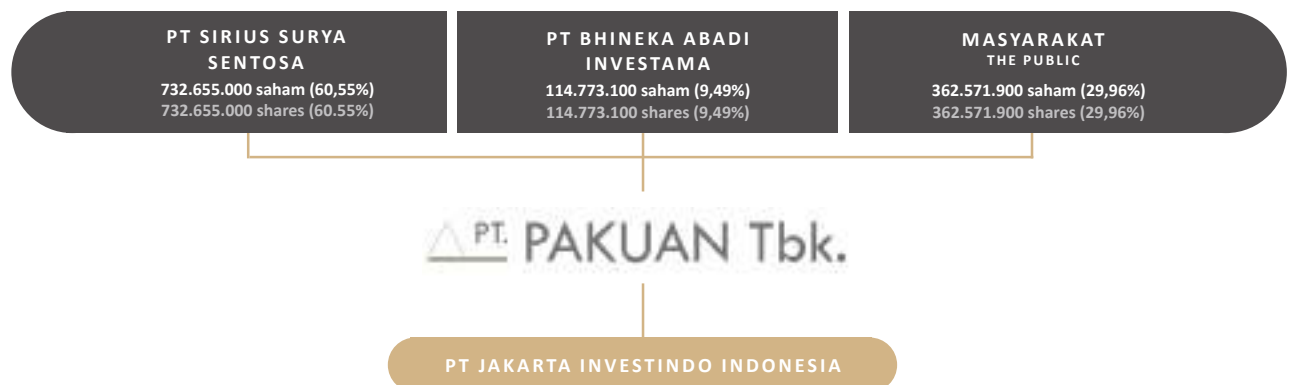 PT SIRIUS SURYA
SENTOSA
732.655.000 saham (60,55%)
732.655.000 shares (60.55%)
PT BHINEKA ABADI
INVESTAMA
114.773.100 saham (9,49%)
114.773.100 shares (9,49%)
MASYARAKAT
THE PUBLIC
362.571.900 saham (29,96%)
362.571.900 shares (29,96%)
PT. PAKUAN Tbk.
PT JAKARTA INVESTINDO INDONESIA